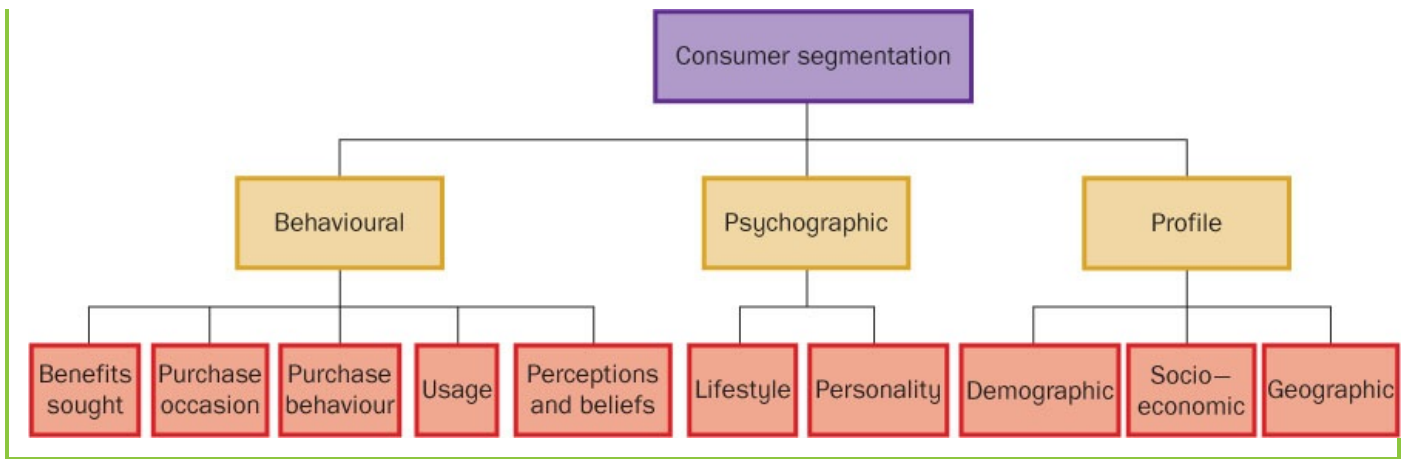 Consumer segmentation
Behavioural
Psychographic
Profile
Benefits
sought
Purchase
occasion
Purchase
behaviour
Usage
Perceptions
and beliefs
Lifestyle
Personality
Demographic
Socio—
economic
Geographic